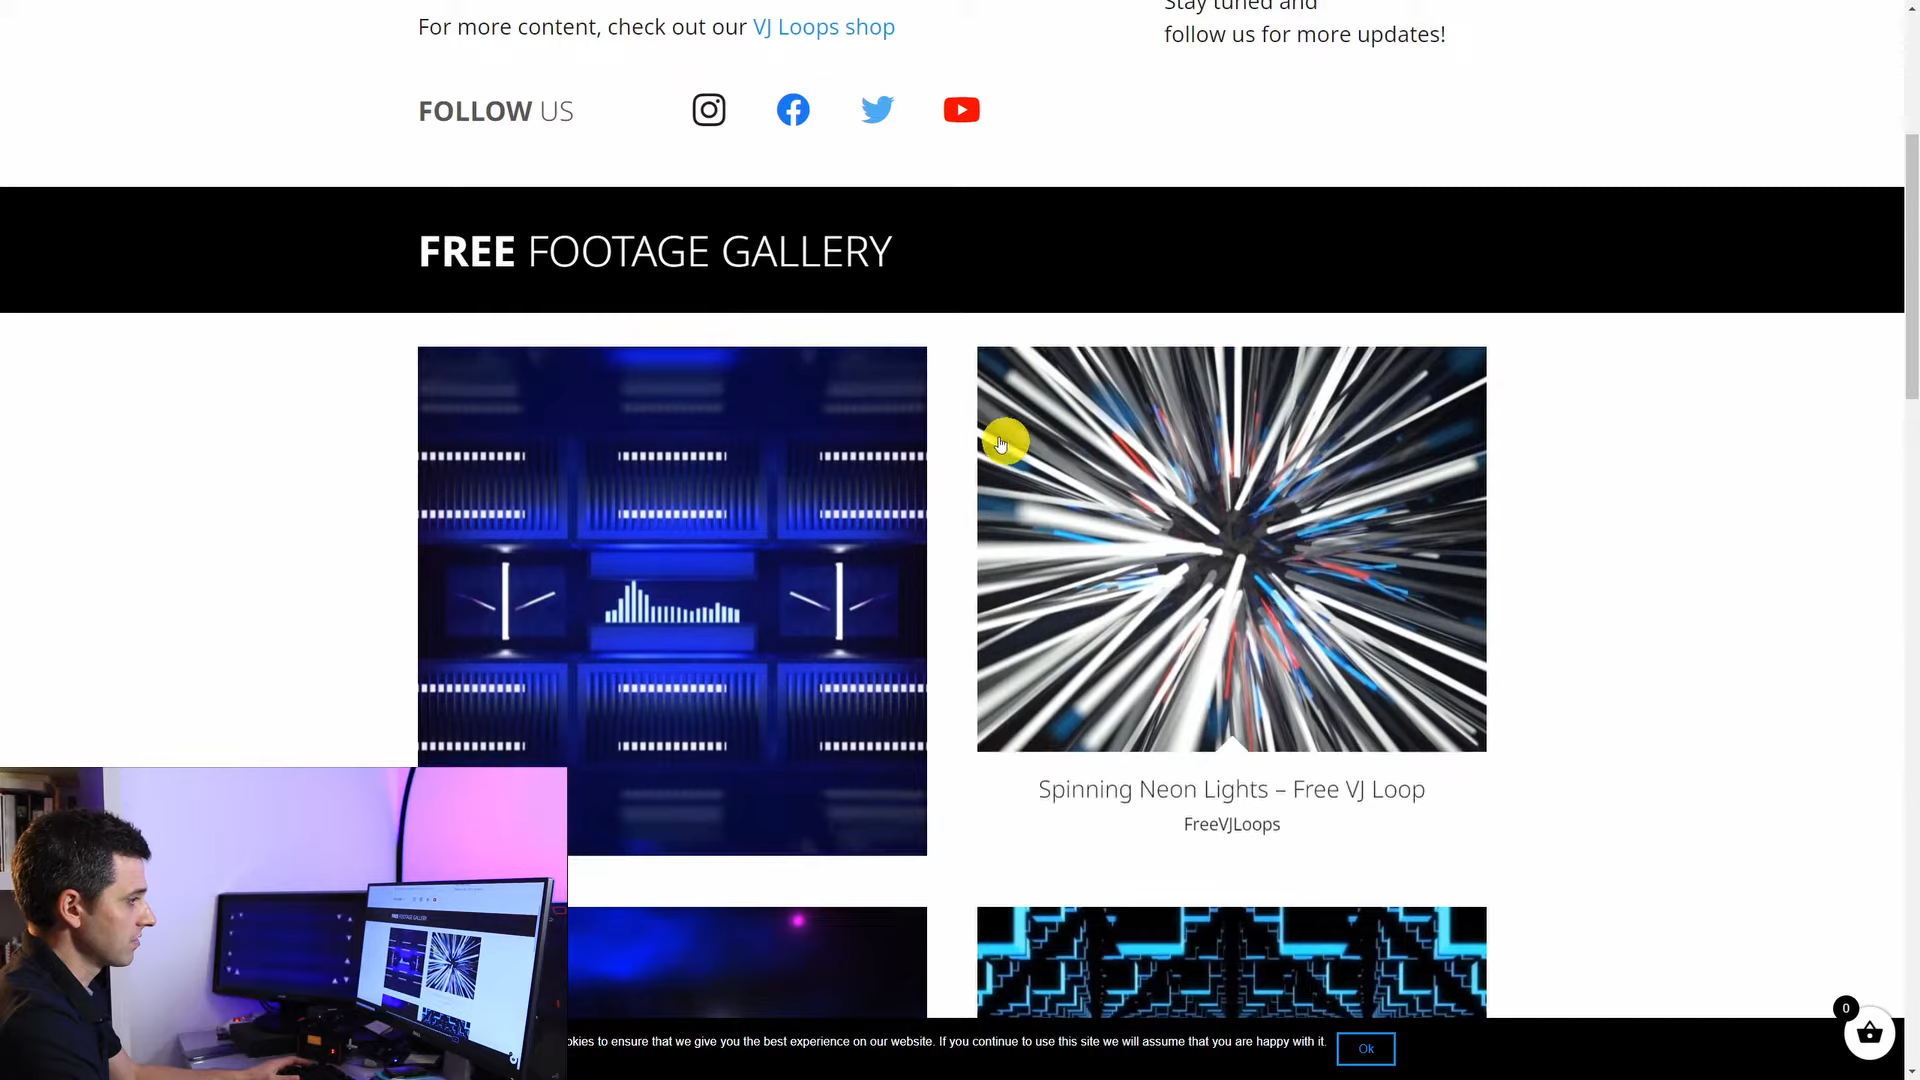 Stay tuned and
For more content, check out our VJ Loops shop
follow us for more updates!
FOLLOW US
FREE FOOTAGE GALLERY
Spinning Neon Lights – Free VJ Loop
FreeVJLoops
FREE FOOTAGE GALLERY
to ensure that we give you the best experience on our website. If you continue to use this site we will assume that you are happy with it.
Ok
0